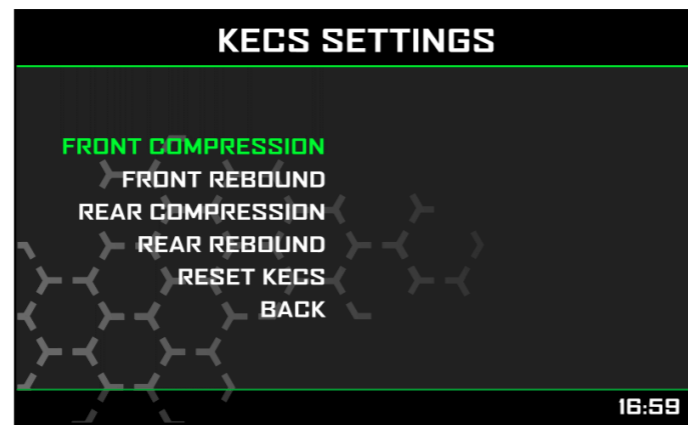 KECS SETTINGS
FRONT COMPRESSION
FRONT REBOUND
REAR COMPRESSION
REAR REBOUND
RESET KECS
BACK
16:59